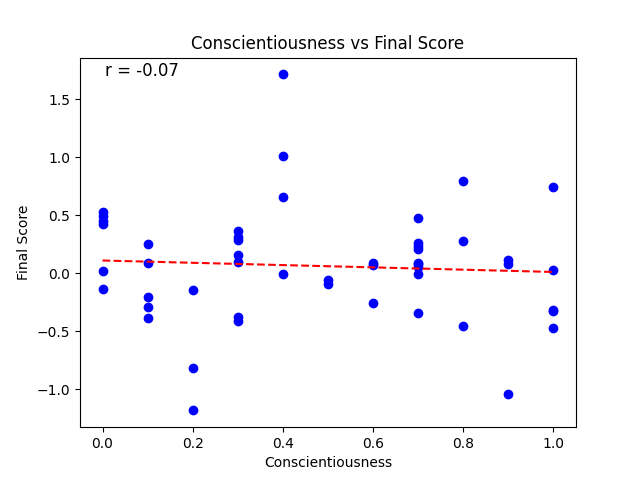 Conscientiousness vs Final Score
r = -0.07
1.5
1.0
0.5
0.0
−0.5
−1.0
Final Score
0.0 0.2 0.4 0.6 0.8 1.0
Conscientiousness